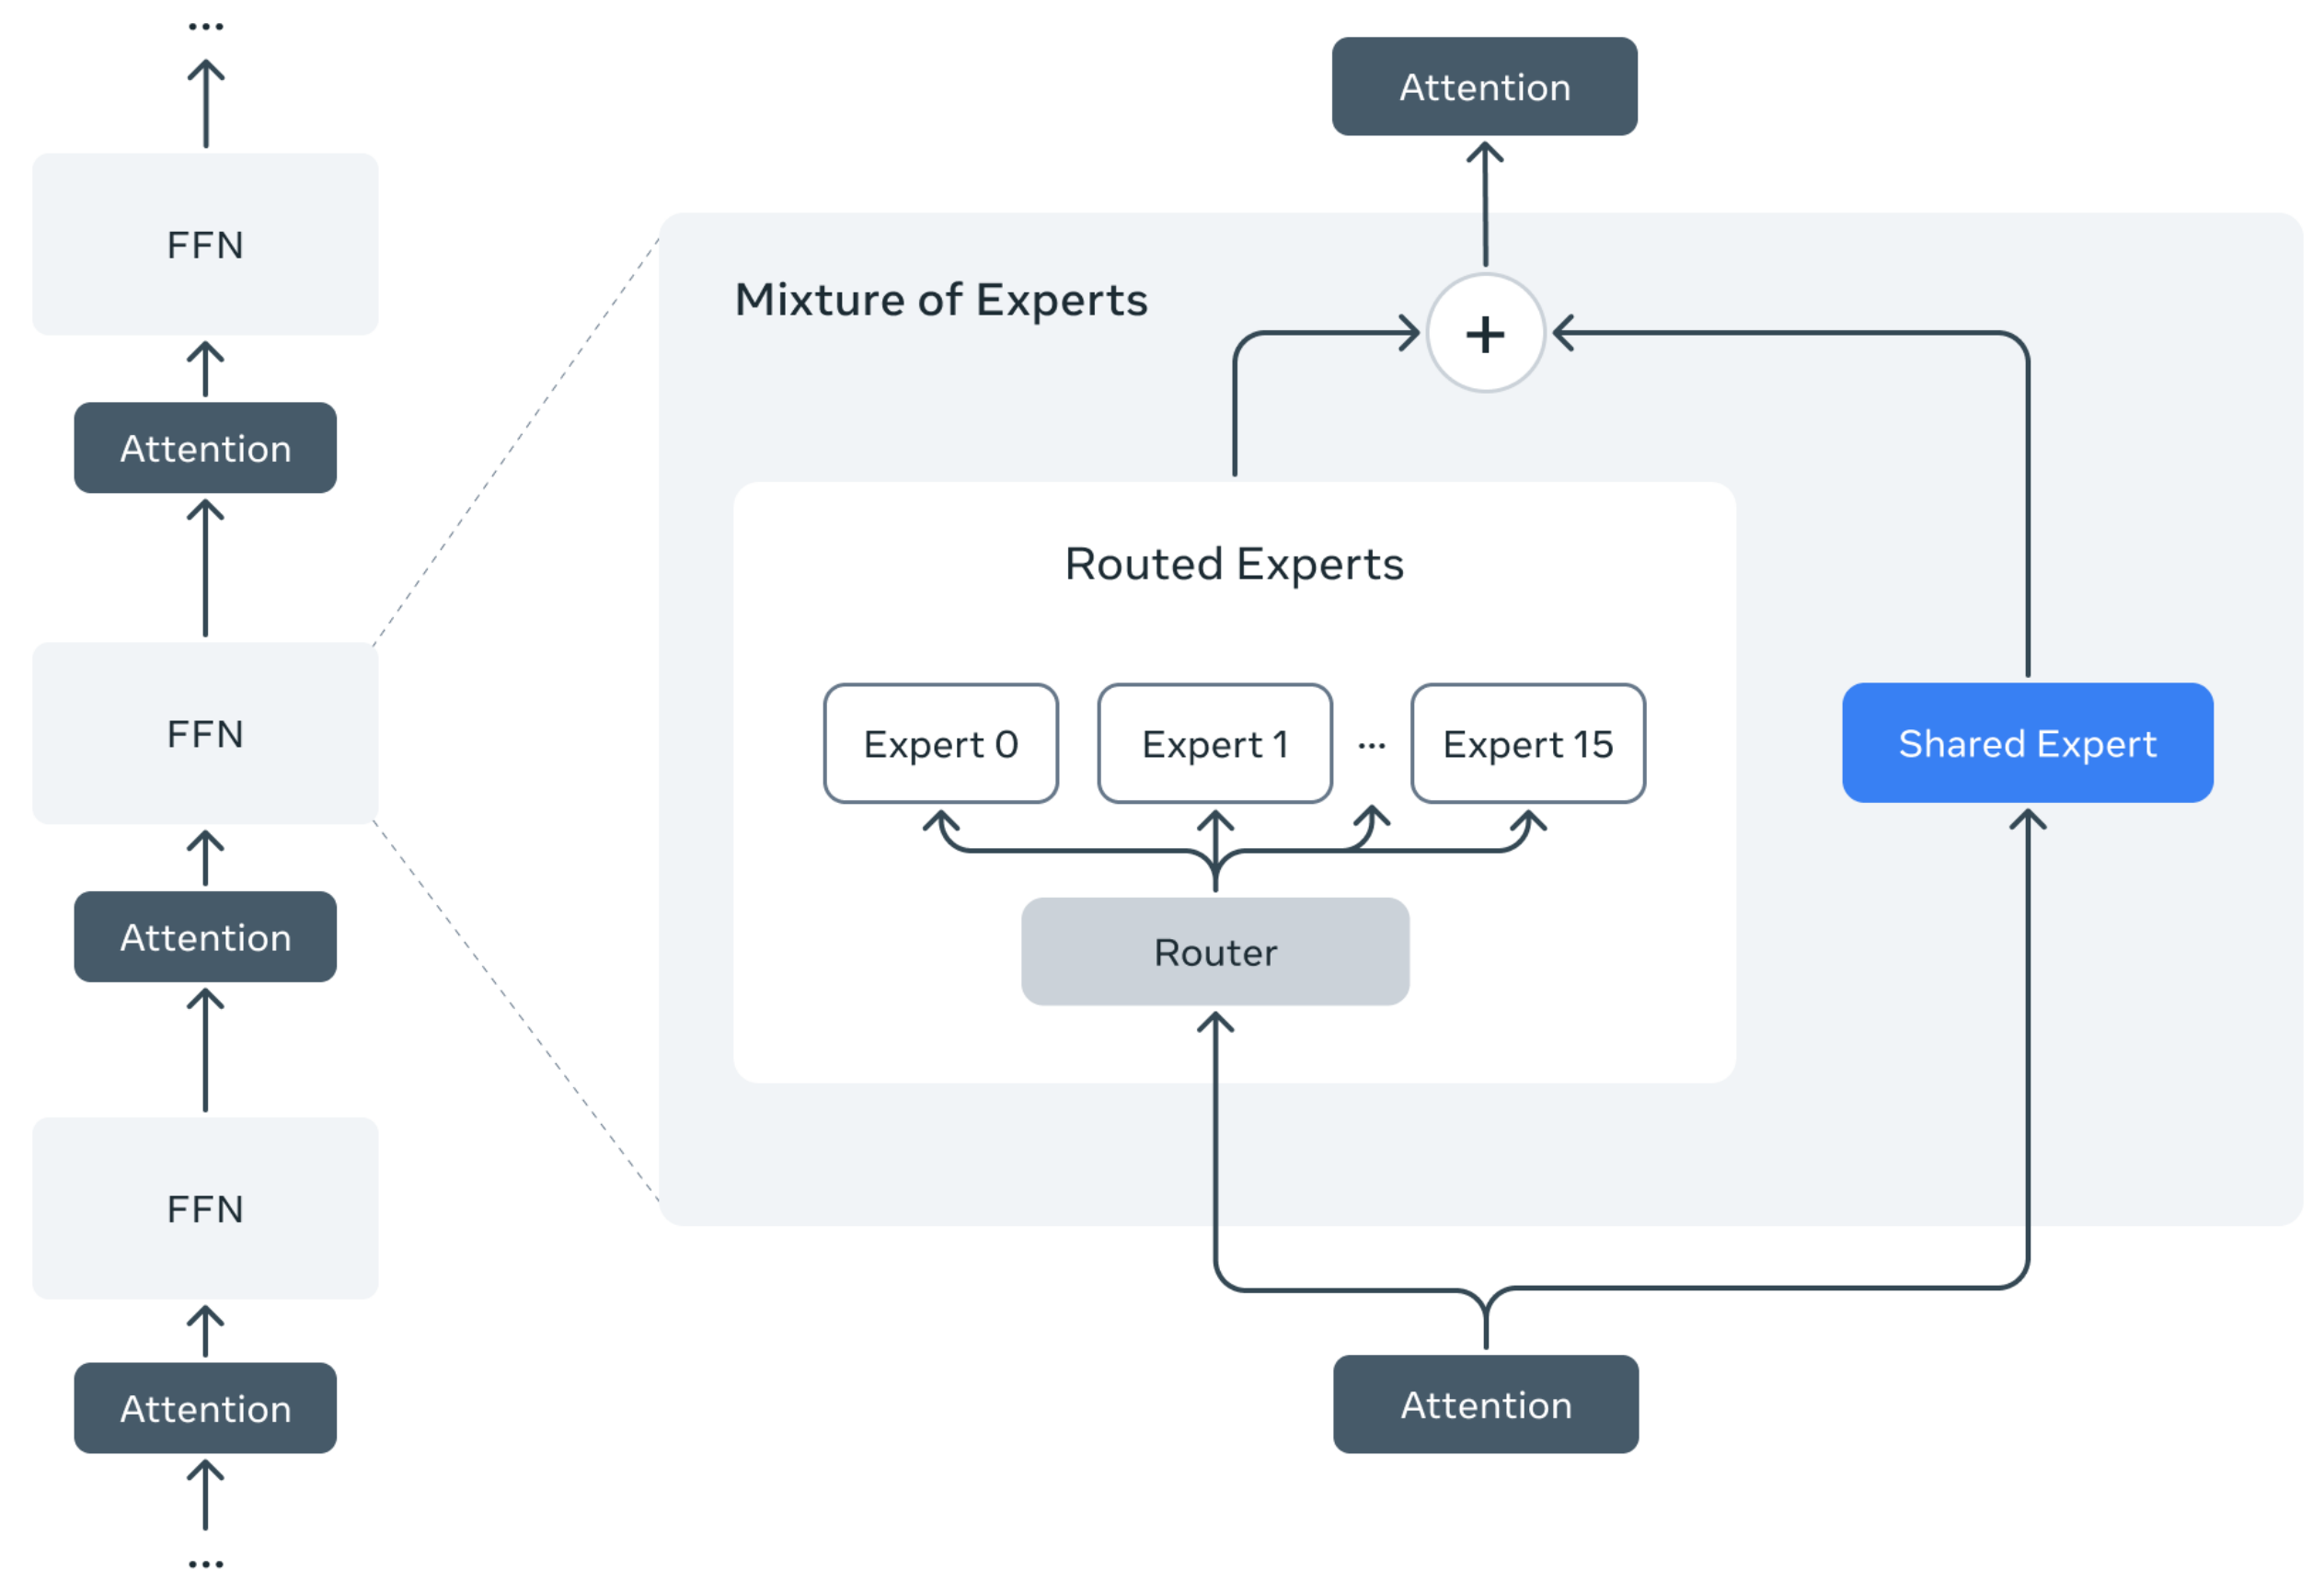 ...
FFN
Attention
FFN
Attention
FFN
Attention
...
Attention
Mixture of Experts
+
Routed Experts
Expert 0
Expert 1
...
Expert 15
Shared Expert
Router
Attention